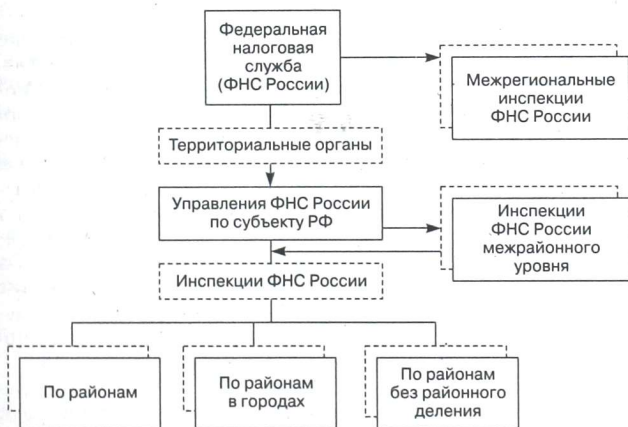 Федеральная
налоговая
служба
(ФНС России)
Межрегиональные
инспекции
ФНС России
Территориальные органы
Управления ФНС России
по субъекту РФ
Инспекции
ФНС России
межрайонного
уровня
Инспекции ФНС России
По районам
По районам
в городах
По районам
без районного
деления